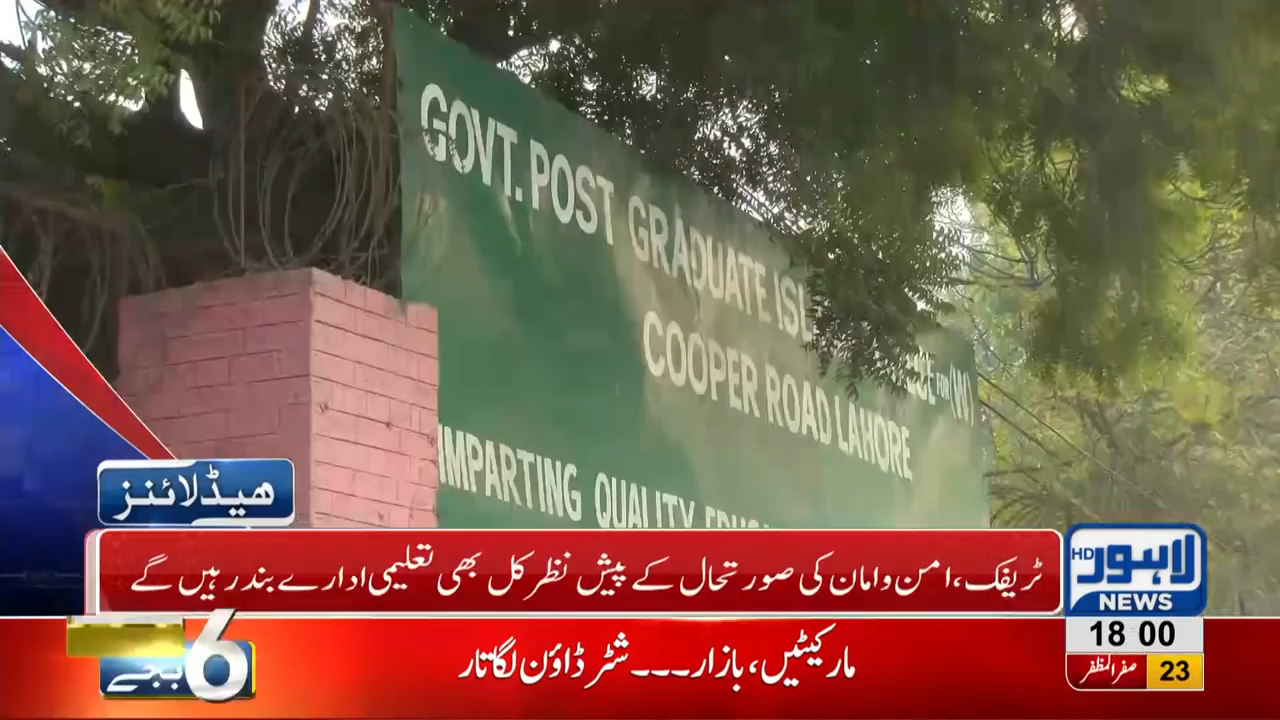 GOVT. POST GRADUATE
COOPER ROAD LAHORE
FOR (W)
IMPARTING QUALITY
ھیڈلائنز
ٹریفک، امن وامان کی صورتحال کے پیش نظر کل بھی تعلیمی ادارے بند رہیں گے
لاہور HD
NEWS
18 00
صفر المظفر 23
6 بجے
مارکیٹیں، بازار۔۔۔ شٹر ڈاؤن لگاتار